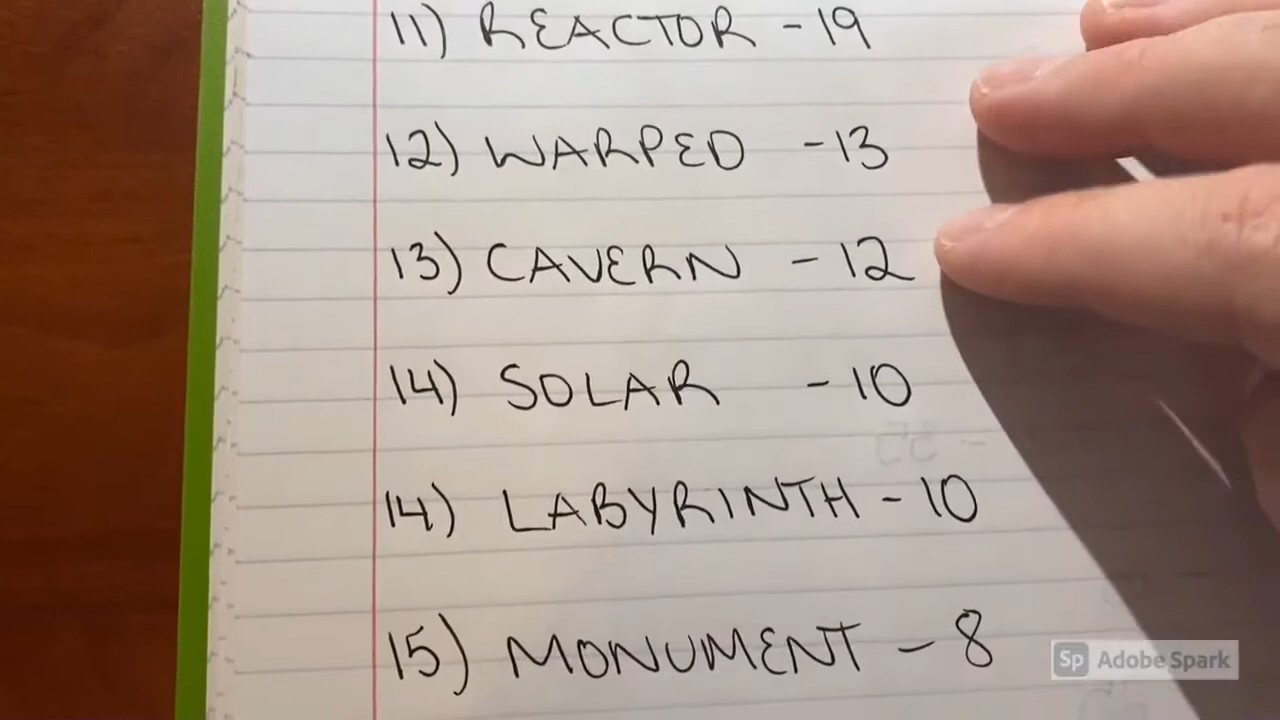 11) REACTOR - 19
12) WARPED - 13
13) CAVERN - 12
14) SOLAR - 10
14) LABYRINTH - 10
15) MONUMENT - 8
Sp Adobe Spark